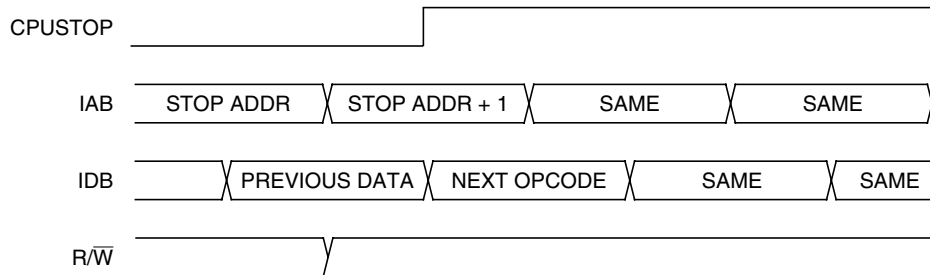 CPUSTOP
IAB STOP ADDR STOP ADDR + 1 SAME SAME
IDB PREVIOUS DATA NEXT OPCODE SAME SAME
R/W̅